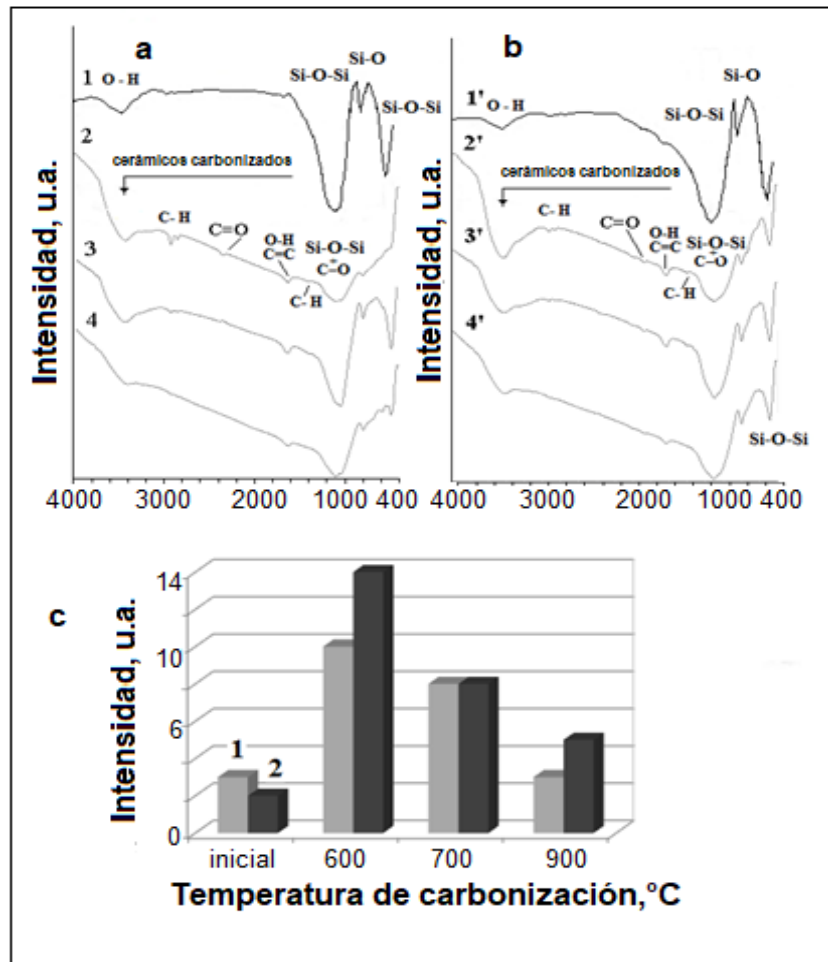 a
1 O - H
Si-O-Si
Si-O
Si-O-Si
2
cerámicos carbonizados
C- H
C=O
O-H
C=C
C- H
Si-O-Si
+
C-O
3
4
Intensidad, u.a.
4000 3000 2000 1000 400
b
1' O-H
Si-O-Si
Si-O
2'
cerámicos carbonizados
C- H
C=O
O-H
C=C
C- H
Si-O-Si
+
C-O
3'
4'
Si-O-Si
Intensidad, u.a.
4000 3000 2000 1000 400
c
Intensidad, u.a.
14
10
6
0
1
2
inicial 600 700 900
Temperatura de carbonización,°C